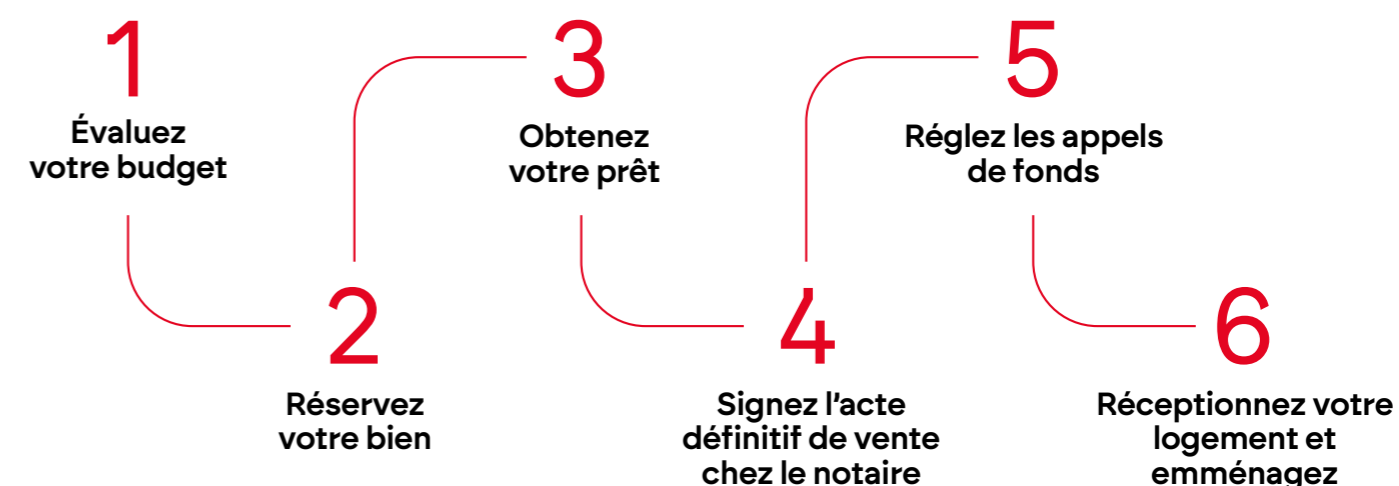 1
Évaluez
votre budget
2
Réservez
votre bien
3
Obtenez
votre prêt
4
Signez l'acte
définitif de vente
chez le notaire
5
Réglez les appels
de fonds
6
Réceptionnez votre
logement et
emménagez